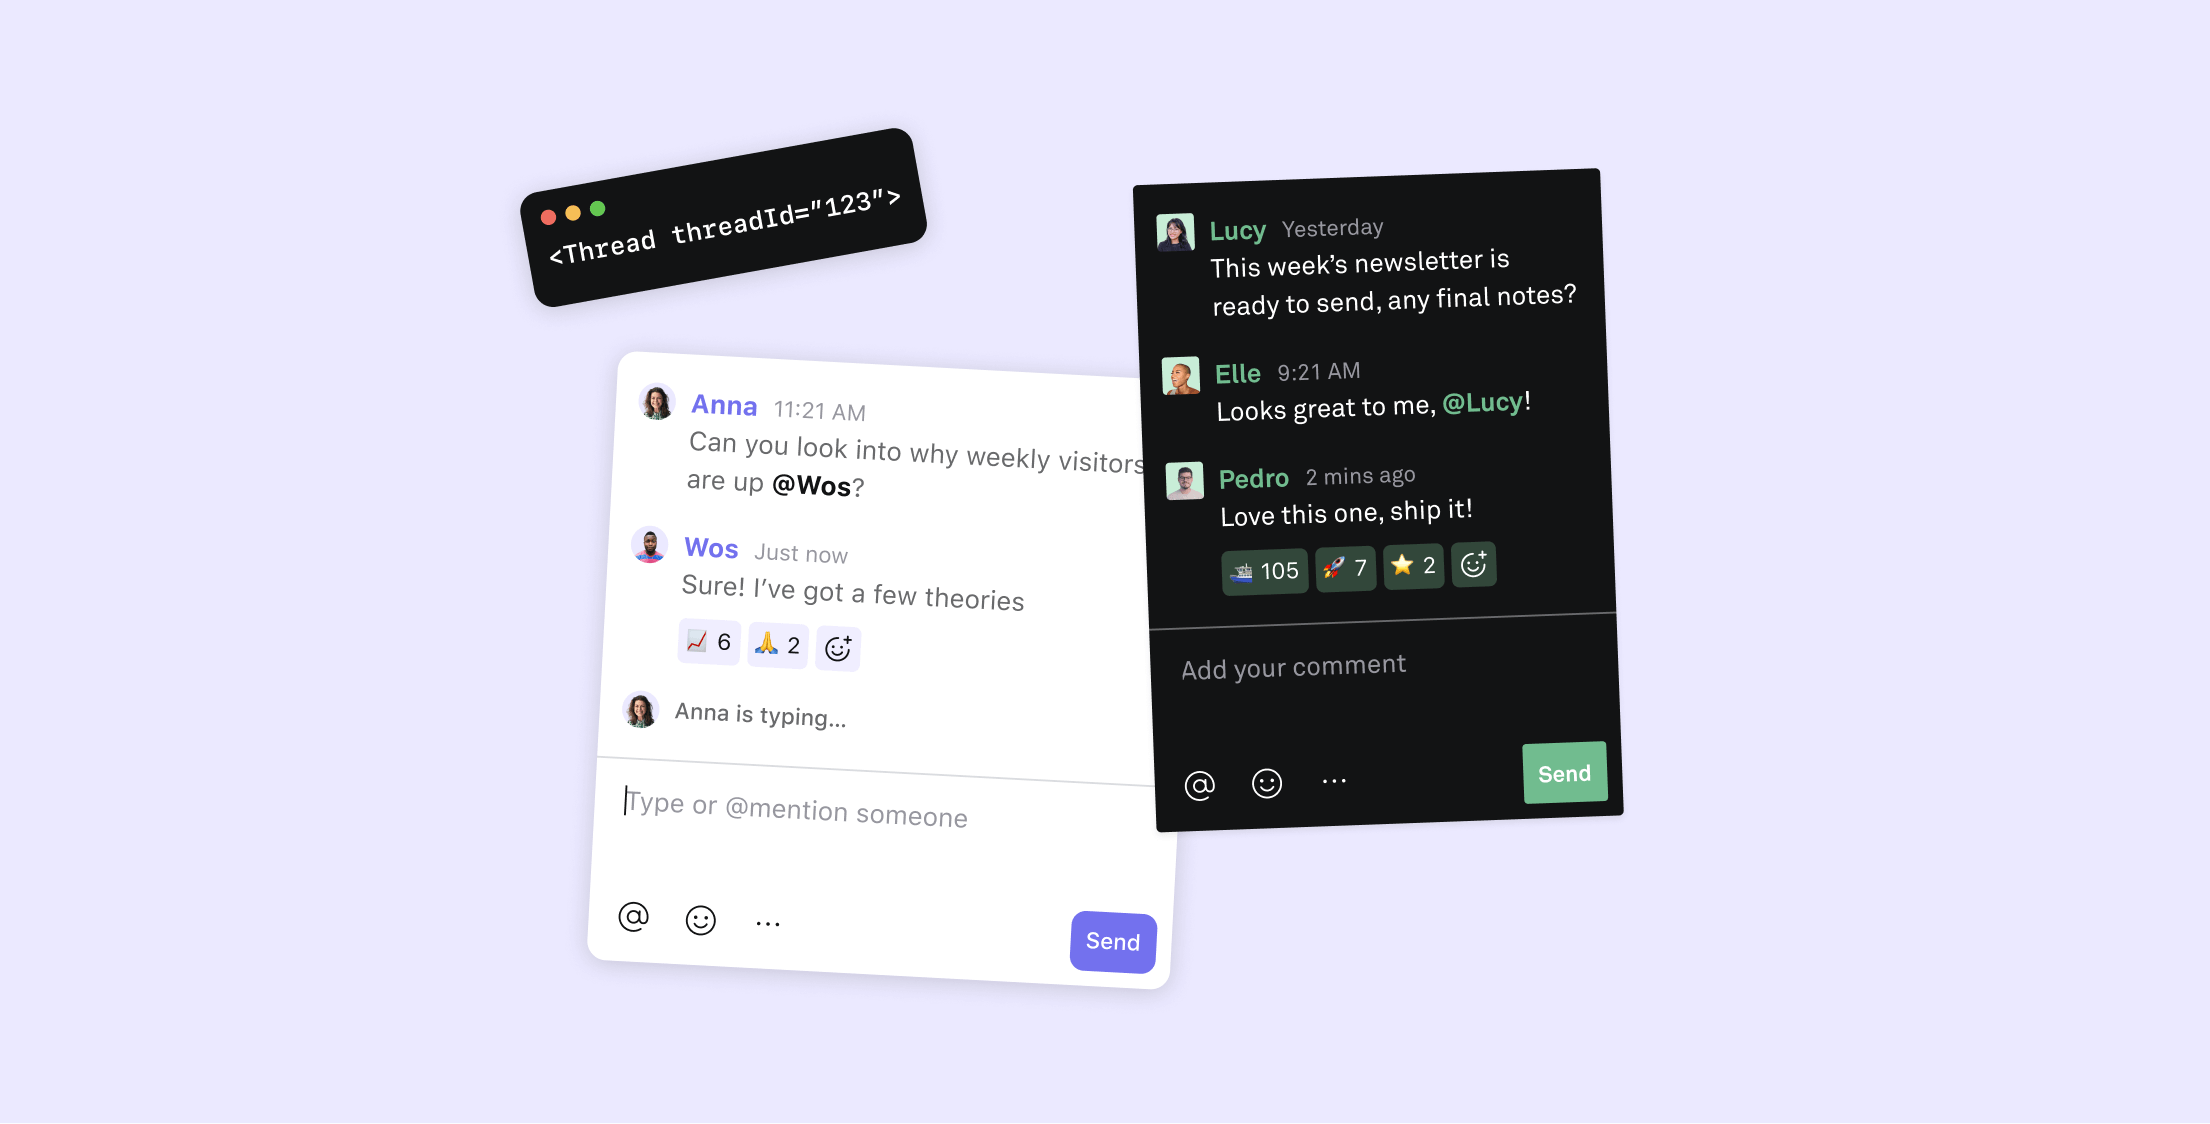 <Thread threadId="123">
Anna 11:21 AM
Can you look into why weekly visitors
are up @Wos?
Wos Just now
Sure! I’ve got a few theories
6 2
Anna is typing...
Type or @mention someone
@ ...
Send
Lucy Yesterday
This week’s newsletter is
ready to send, any final notes?
Elle 9:21 AM
Looks great to me, @Lucy!
Pedro 2 mins ago
Love this one, ship it!
105 7 2
Add your comment
@ ...
Send